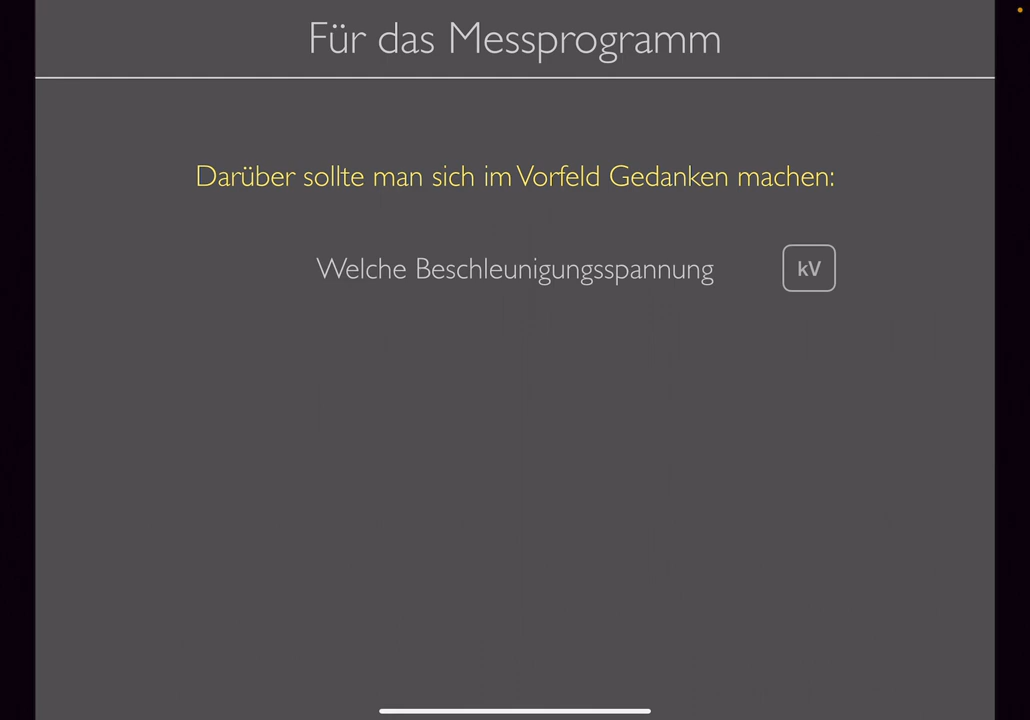 Für das Messprogramm
Darüber sollte man sich im Vorfeld Gedanken machen:
Welche Beschleunigungsspannung kV